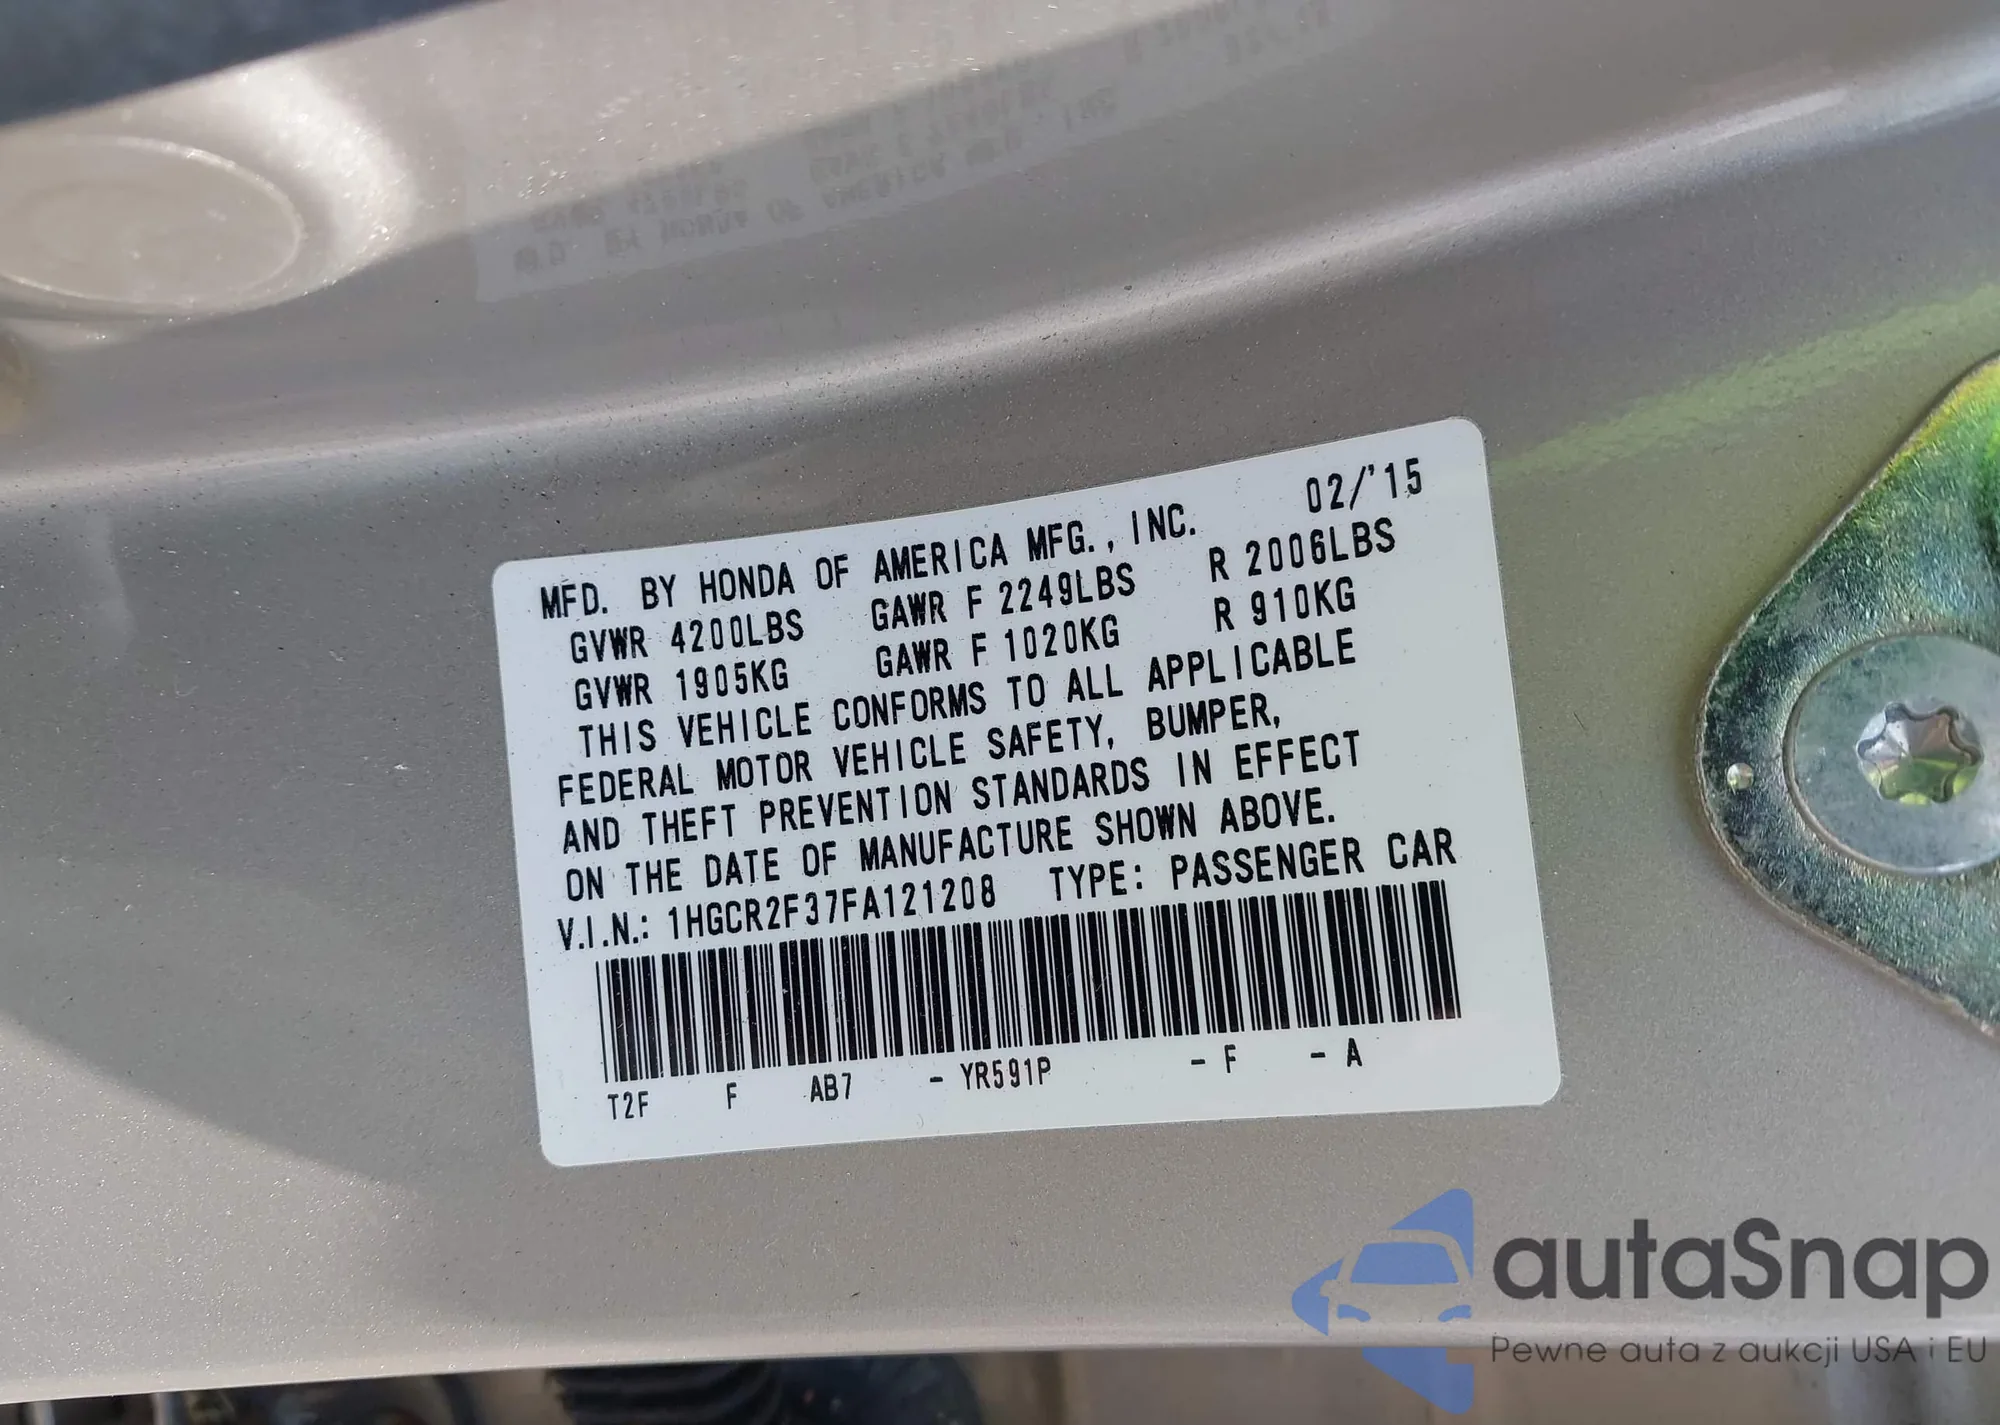 MFD. BY HONDA OF AMERICA MFG., INC. 02/'15
GVWR 4200LBS GAWR F 2249LBS R 2006LBS
GVWR 1905KG GAWR F 1020KG R 910KG
THIS VEHICLE CONFORMS TO ALL APPLICABLE
FEDERAL MOTOR VEHICLE SAFETY, BUMPER,
AND THEFT PREVENTION STANDARDS IN EFFECT
ON THE DATE OF MANUFACTURE SHOWN ABOVE.
V.I.N.: 1HGCR2F37FA121208 TYPE: PASSENGER CAR
T2F F AB7 - YR591P - F - A
autaSnap
Pewne auta z aukcji USA i EU